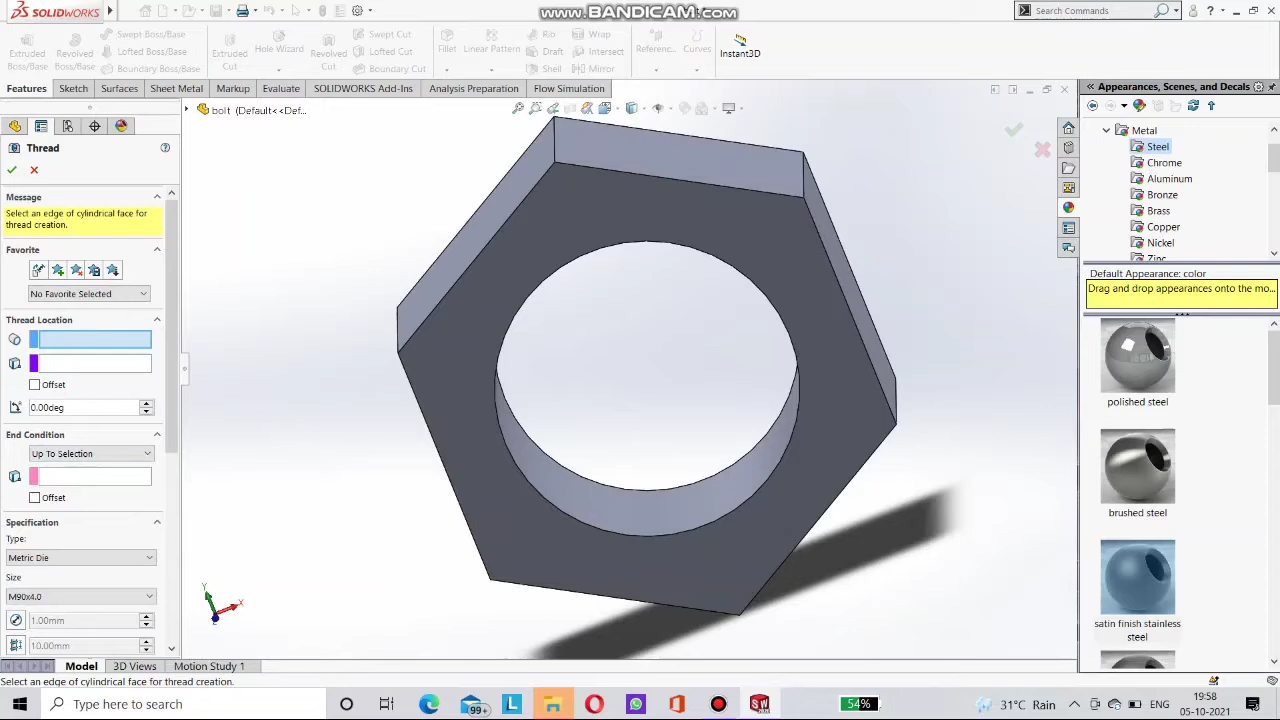 SOLIDWORKS
www.BANDICAM.com
Search Commands
Extruded Boss/Base
Revolved Boss/Base
Swept Boss/Base
Lofted Boss/Base
Boundary Boss/Base
Extruded Cut
Hole Wizard
Revolved Cut
Swept Cut
Lofted Cut
Boundary Cut
Fillet
Linear Pattern
Rib
Draft
Shell
Wrap
Intersect
Mirror
Referenc...
Curves
Instant3D
Features
Sketch
Surfaces
Sheet Metal
Markup
Evaluate
SOLIDWORKS Add-Ins
Analysis Preparation
Flow Simulation
Appearances, Scenes, and Decals
bolt (Default<<Def...
Thread
Message
Select an edge of cylindrical face for
thread creation.
Favorite
No Favorite Selected
Thread Location
Offset
0.00deg
End Condition
Up To Selection
Offset
Specification
Type:
Metric Die
Size
M90x4.0
1.00mm
10.00mm
Metal
Steel
Chrome
Aluminum
Bronze
Brass
Copper
Nickel
Zinc
Default Appearance: color
Drag and drop appearances onto the mo...
polished steel
brushed steel
satin finish stainless
steel
Y
X
Z
Model
3D Views
Motion Study 1
Select an edge of cylindrical face for thread creation.
Type here to search
99+
L
SW
54%
31°C Rain
ENG
19:58
05-10-2021